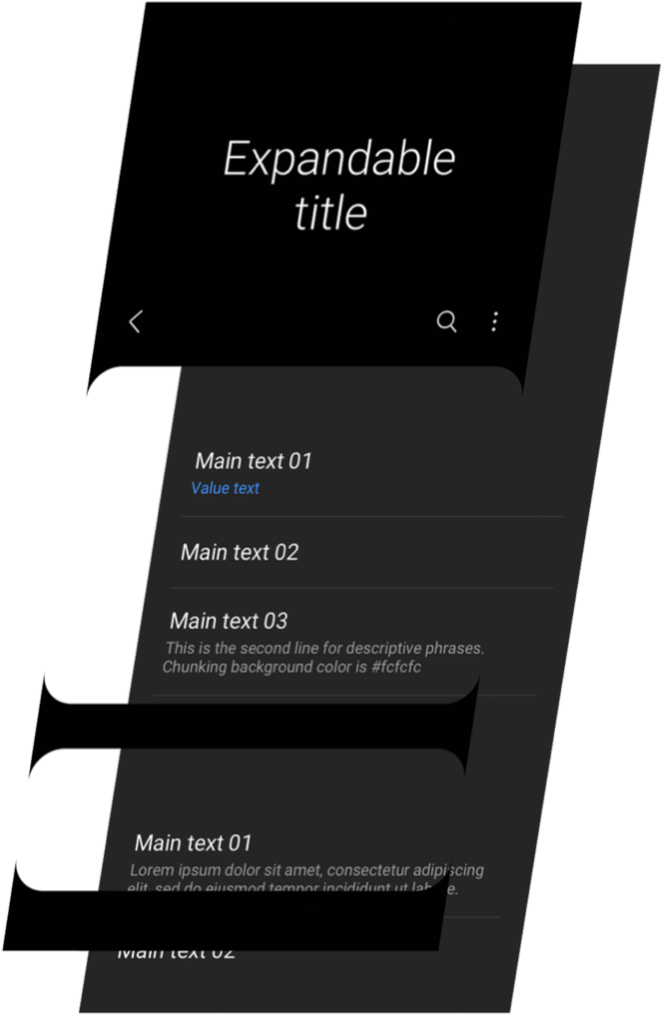 Expandable
title
Main text 01
Value text
Main text 02
Main text 03
This is the second line for descriptive phrases.
Chunking background color is #fcfcfc
Main text 01
Lorem ipsum dolor sit amet, consectetur adipiscing
elit, sed do eiusmod tempor incididunt ut
Main text 02